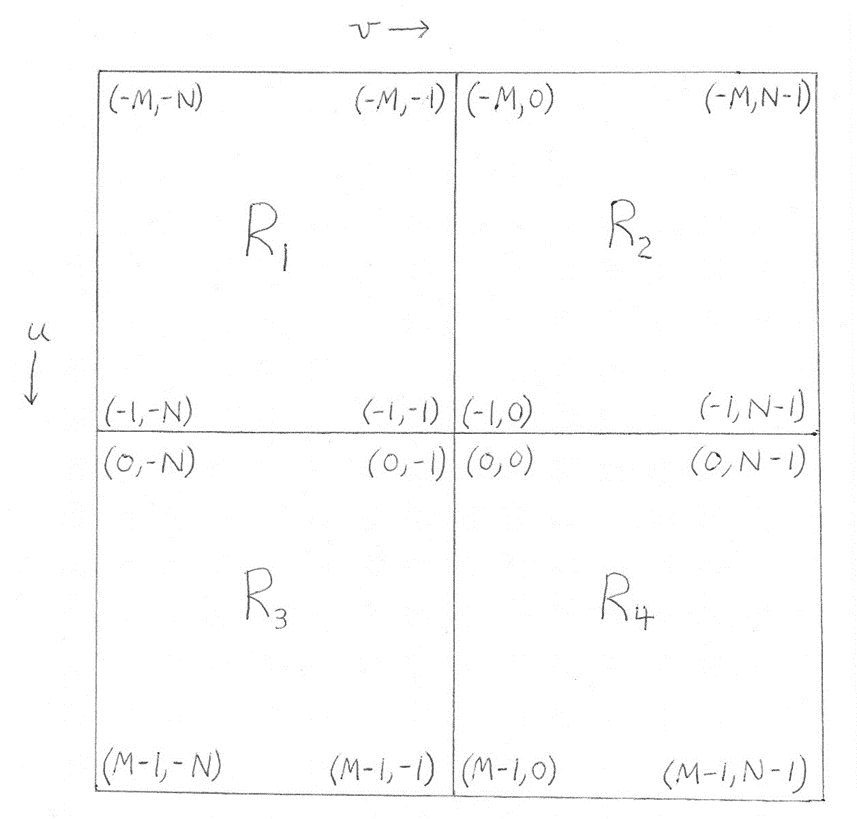 v →
(-M,-N) (-M,-1) (-M,0) (-M,N-1)
R1 R2
u
↓
(-1,-N) (-1,-1) (-1,0) (-1,N-1)
(0,-N) (0,-1) (0,0) (0,N-1)
R3 R4
(M-1,-N) (M-1,-1) (M-1,0) (M-1,N-1)